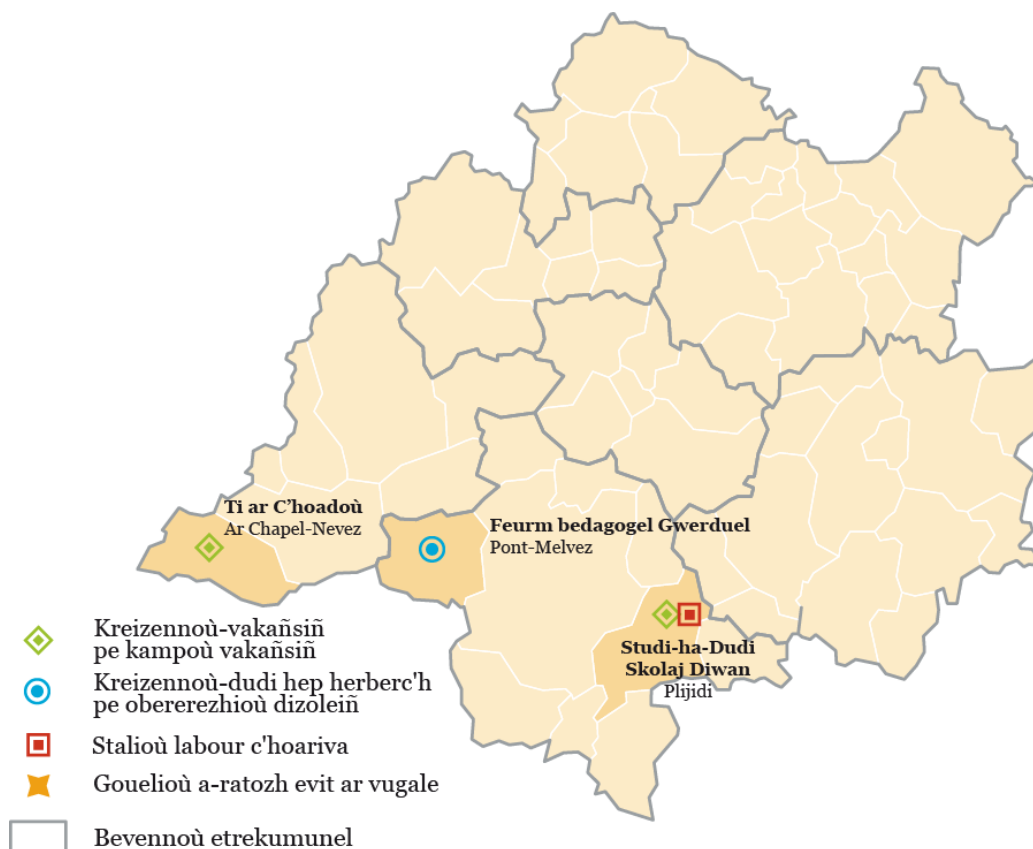 Ti ar C'hoadoù
Ar Chapel-Nevez
Feurm bedagogel Gwerduel
Pont-Melvez
Studi-ha-Dudi
Skolaj Diwan
Plijidi
Kreizennoù-vakañsiñ
pe kampoù vakañsiñ
Kreizennoù-dudi hep herberc'h
pe obererezhioù dizoleiñ
Stalioù labour c'hoariva
Gouelioù a-ratozh evit ar vugale
Bevennoù etrekumunel